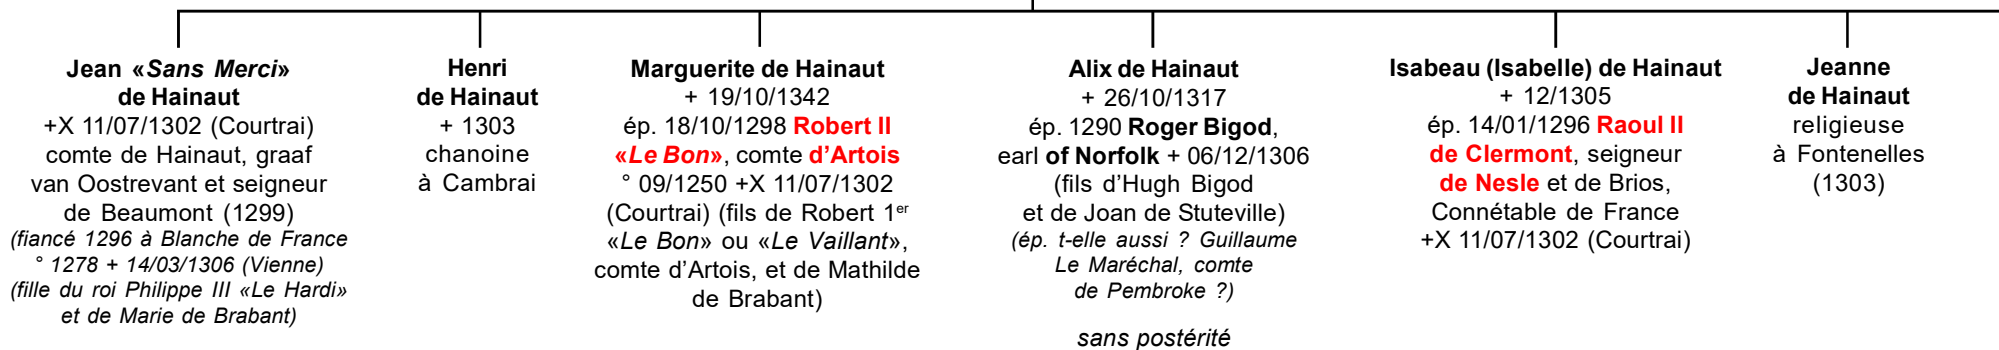 Jean «Sans Merci»
de Hainaut
+X 11/07/1302 (Courtrai)
comte de Hainaut, graaf
van Oostrevant et seigneur
de Beaumont (1299)
(fiancé 1296 à Blanche de France
° 1278 + 14/03/1306 (Vienne)
(fille du roi Philippe III «Le Hardi»
et de Marie de Brabant)
Henri
de Hainaut
+ 1303
chanoine
à Cambrai
Marguerite de Hainaut
+ 19/10/1342
ép. 18/10/1298 Robert II
«Le Bon», comte d’Artois
° 09/1250 +X 11/07/1302
(Courtrai) (fils de Robert 1er
«Le Bon» ou «Le Vaillant»,
comte d’Artois, et de Mathilde
de Brabant)
Alix de Hainaut
+ 26/10/1317
ép. 1290 Roger Bigod,
earl of Norfolk + 06/12/1306
(fils d’Hugh Bigod
et de Joan de Stuteville)
(ép. t-elle aussi ? Guillaume
Le Maréchal, comte
de Pembroke ?)
sans postérité
Isabeau (Isabelle) de Hainaut
+ 12/1305
ép. 14/01/1296 Raoul II
de Clermont, seigneur
de Nesle et de Brios,
Connétable de France
+X 11/07/1302 (Courtrai)
Jeanne
de Hainaut
religieuse
à Fontenelles
(1303)